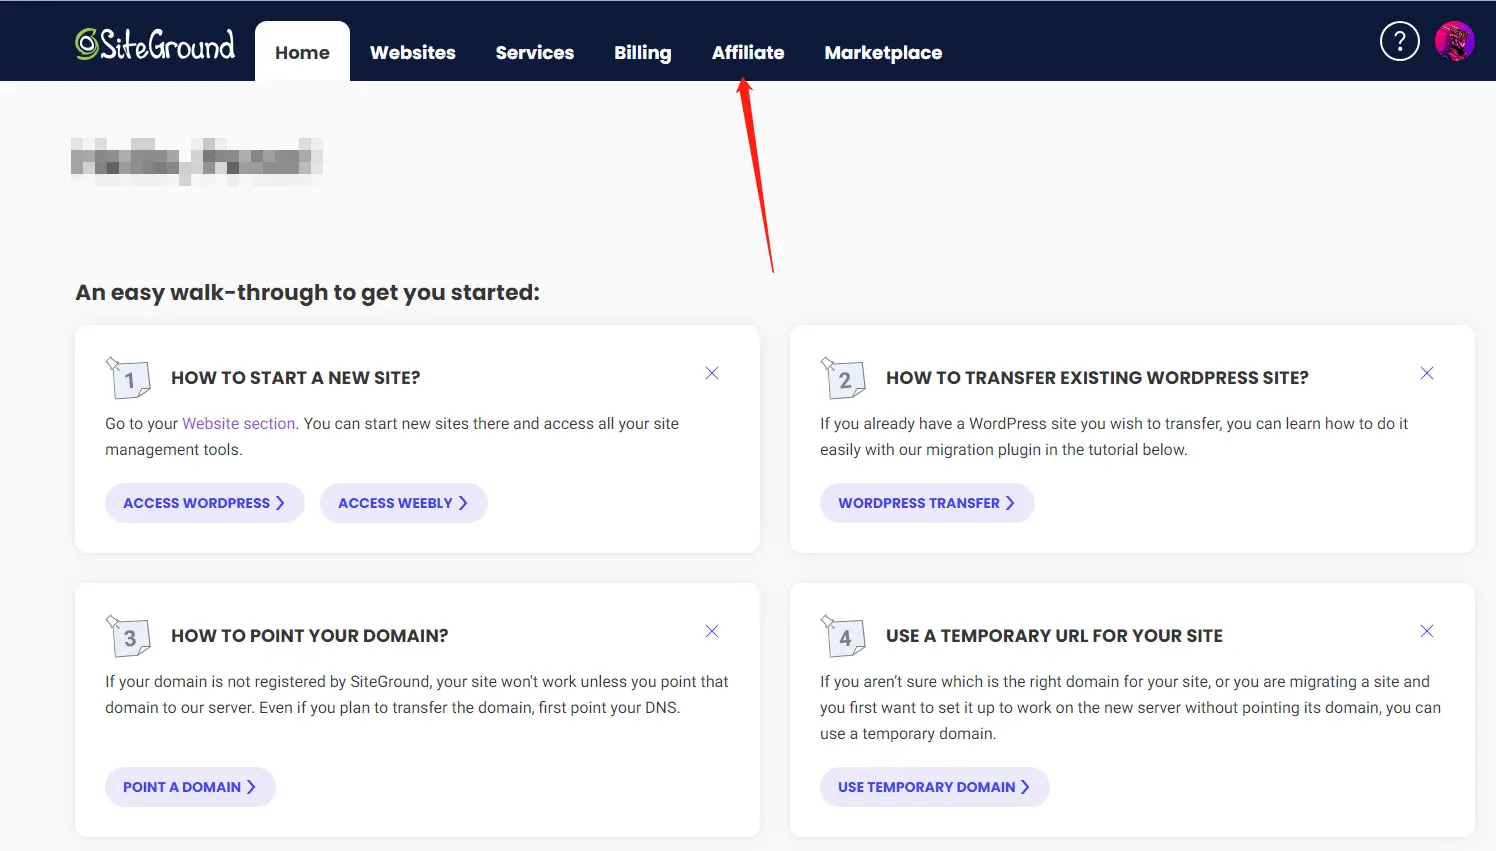 SiteGround Home Websites Services Billing Affiliate Marketplace ?
An easy walk-through to get you started:
1 HOW TO START A NEW SITE?
Go to your Website section. You can start new sites there and access all your site
management tools.
ACCESS WORDPRESS ACCESS WEEBLY
2 HOW TO TRANSFER EXISTING WORDPRESS SITE?
If you already have a WordPress site you wish to transfer, you can learn how to do it
easily with our migration plugin in the tutorial below.
WORDPRESS TRANSFER
3 HOW TO POINT YOUR DOMAIN?
If your domain is not registered by SiteGround, your site won't work unless you point that
domain to our server. Even if you plan to transfer the domain, first point your DNS.
POINT A DOMAIN
4 USE A TEMPORARY URL FOR YOUR SITE
If you aren’t sure which is the right domain for your site, or you are migrating a site and
you first want to set it up to work on the new server without pointing its domain, you can
use a temporary domain.
USE TEMPORARY DOMAIN